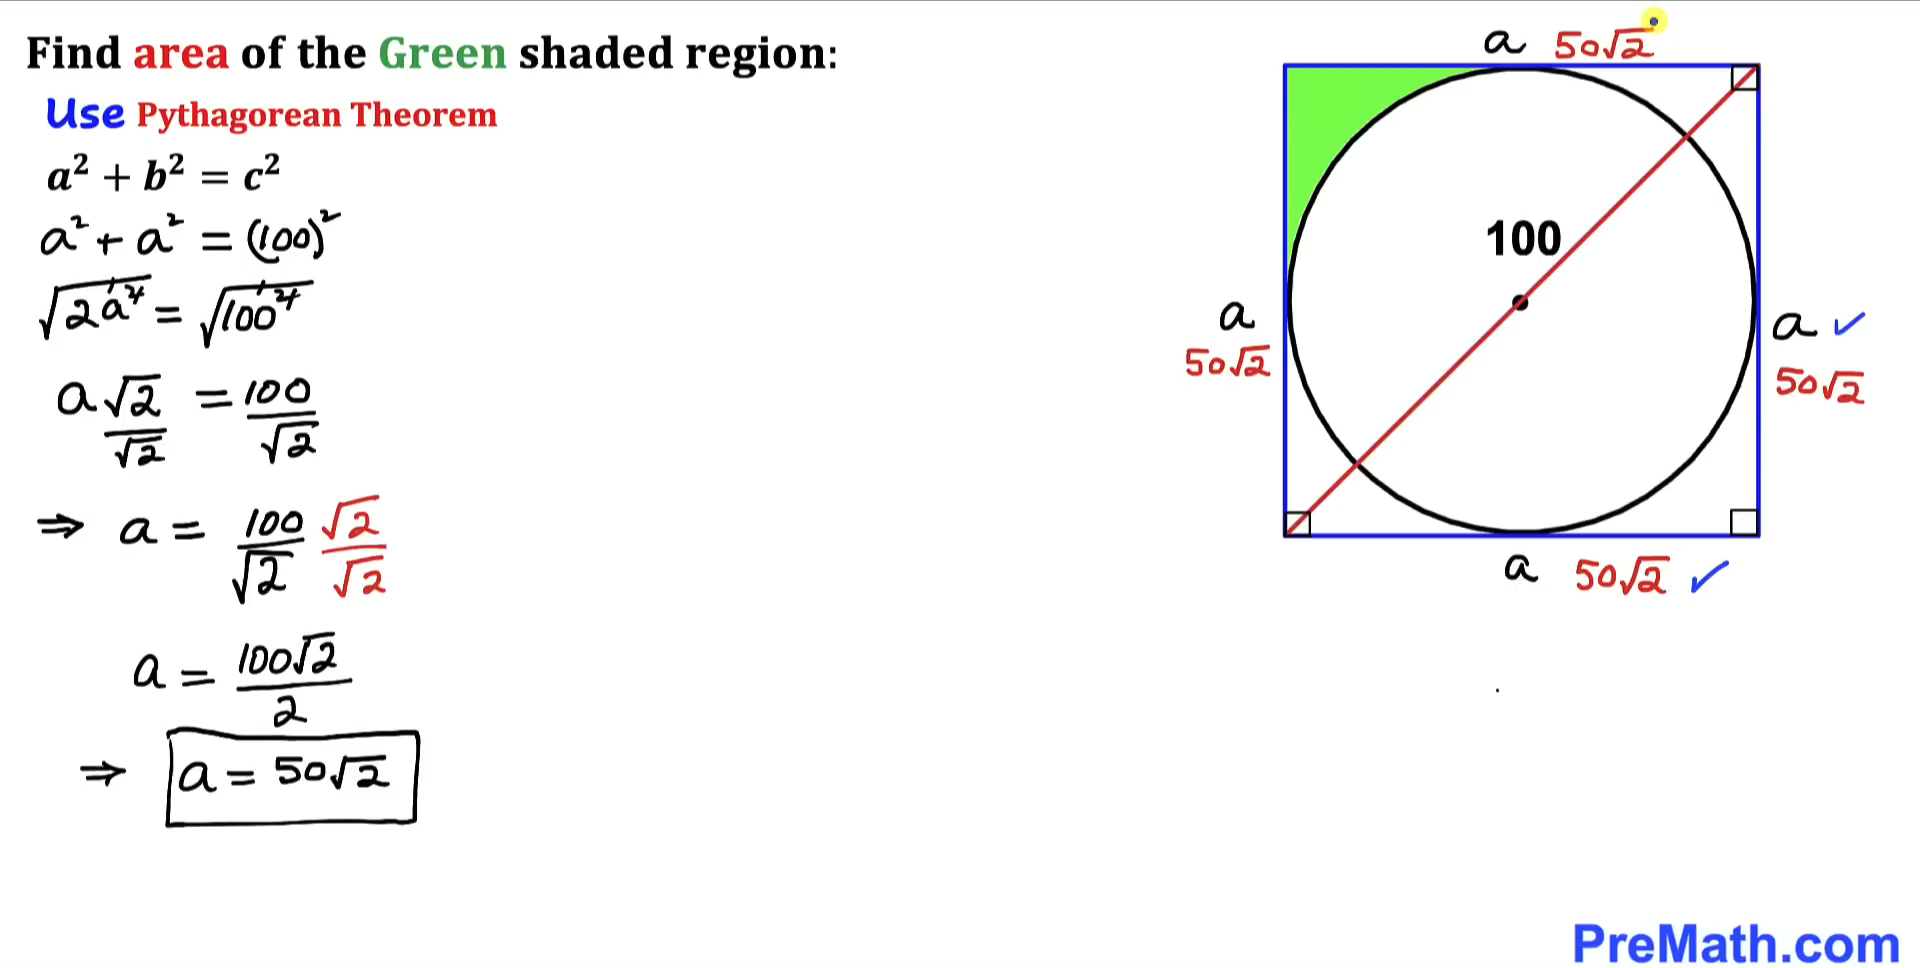 Find area of the Green shaded region:
Use Pythagorean Theorem
a² + b² = c²
a² + a² = (100)²
√2a² = √100²
a√2/√2 = 100/√2
⇒ a = 100/√2 √2/√2
a = 100√2/2
⇒ a = 50√2
a 50√2
100
a
50√2
a ✓
50√2
a 50√2 ✓
PreMath.com